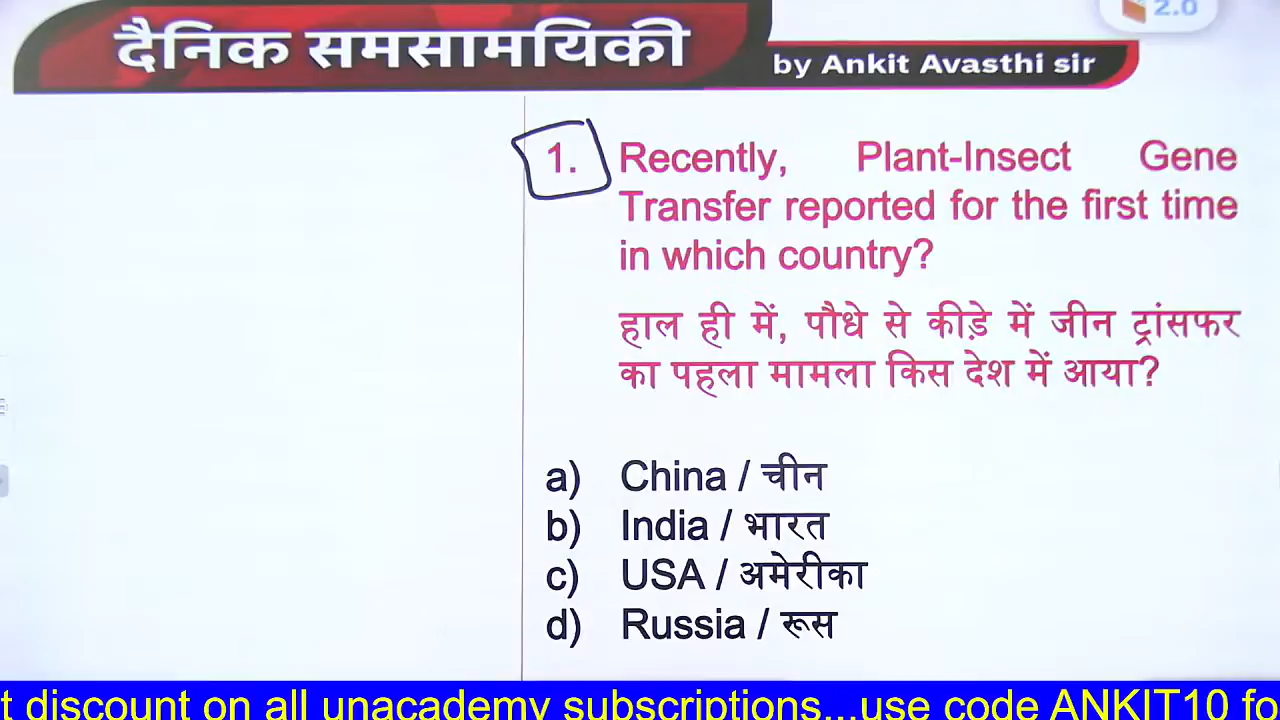 दैनिक समसामयिकी
by Ankit Avasthi sir
2.0
1. Recently, Plant-Insect Gene
Transfer reported for the first time
in which country?
हाल ही में, पौधे से कीड़े में जीन ट्रांसफर
का पहला मामला किस देश में आया?
a) China / चीन
b) India / भारत
c) USA / अमेरीका
d) Russia / रूस
t discount on all unacademy subscriptions...use code ANKIT10 fo